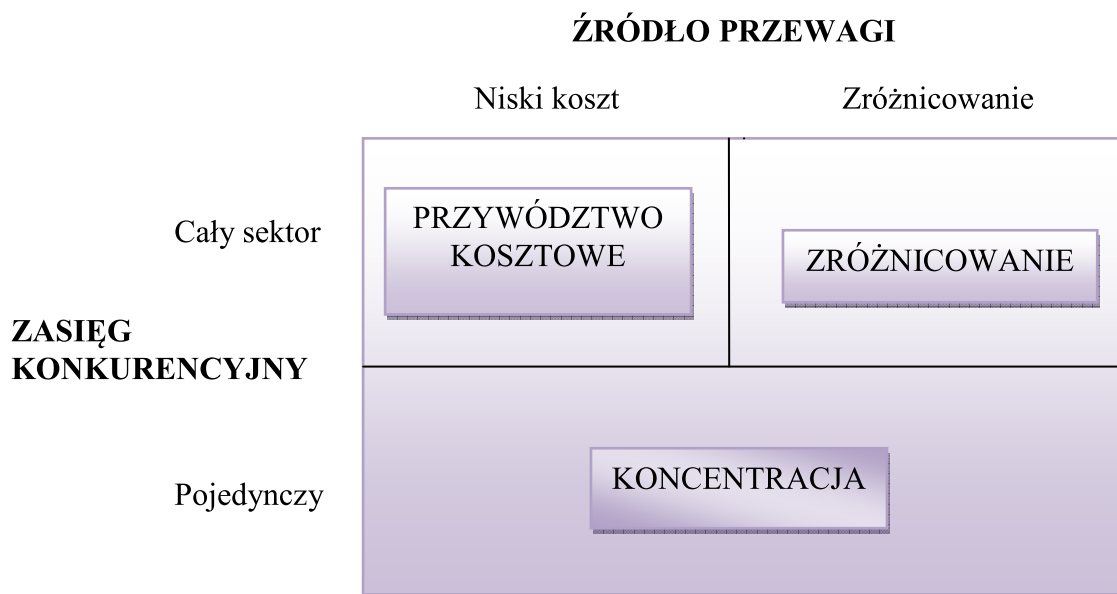 ŹRÓDŁO PRZEWAGI
Niski koszt
Zróżnicowanie
Cały sektor
PRZYWÓDZTWO
KOSZTOWE
ZRÓŻNICOWANIE
ZASIĘG
KONKURENCYJNY
Pojedynczy
KONCENTRACJA